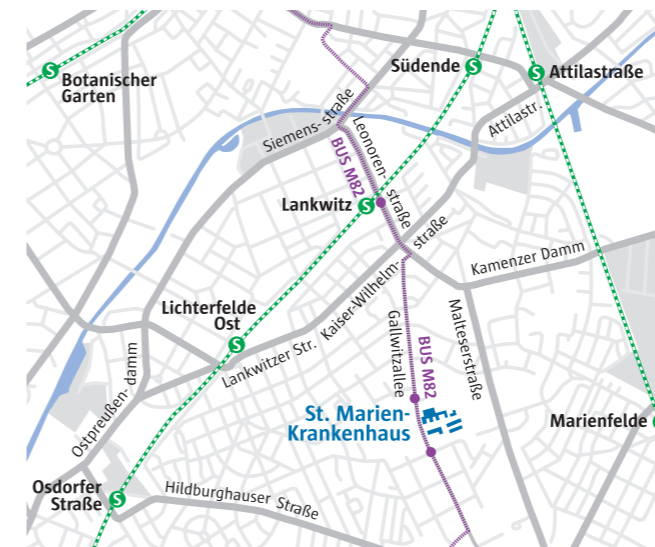 S
Botanischer
Garten
Südende
S
S
Attilastraße
Attilastr.
Siemens- straße
Leonoren- straße
BUS M82
Lankwitz
S
Kamenzer Damm
Lichterfelde
Ost
S
Lankwitzer Str.
Kaiser-Wilhelm- straße
Gallwitzallee
BUS M82
Malteserstraße
Ostpreußen- damm
St. Marien-
Krankenhaus
Marienfelde
Osdorfer
Straße
S
Hildburghauser Straße